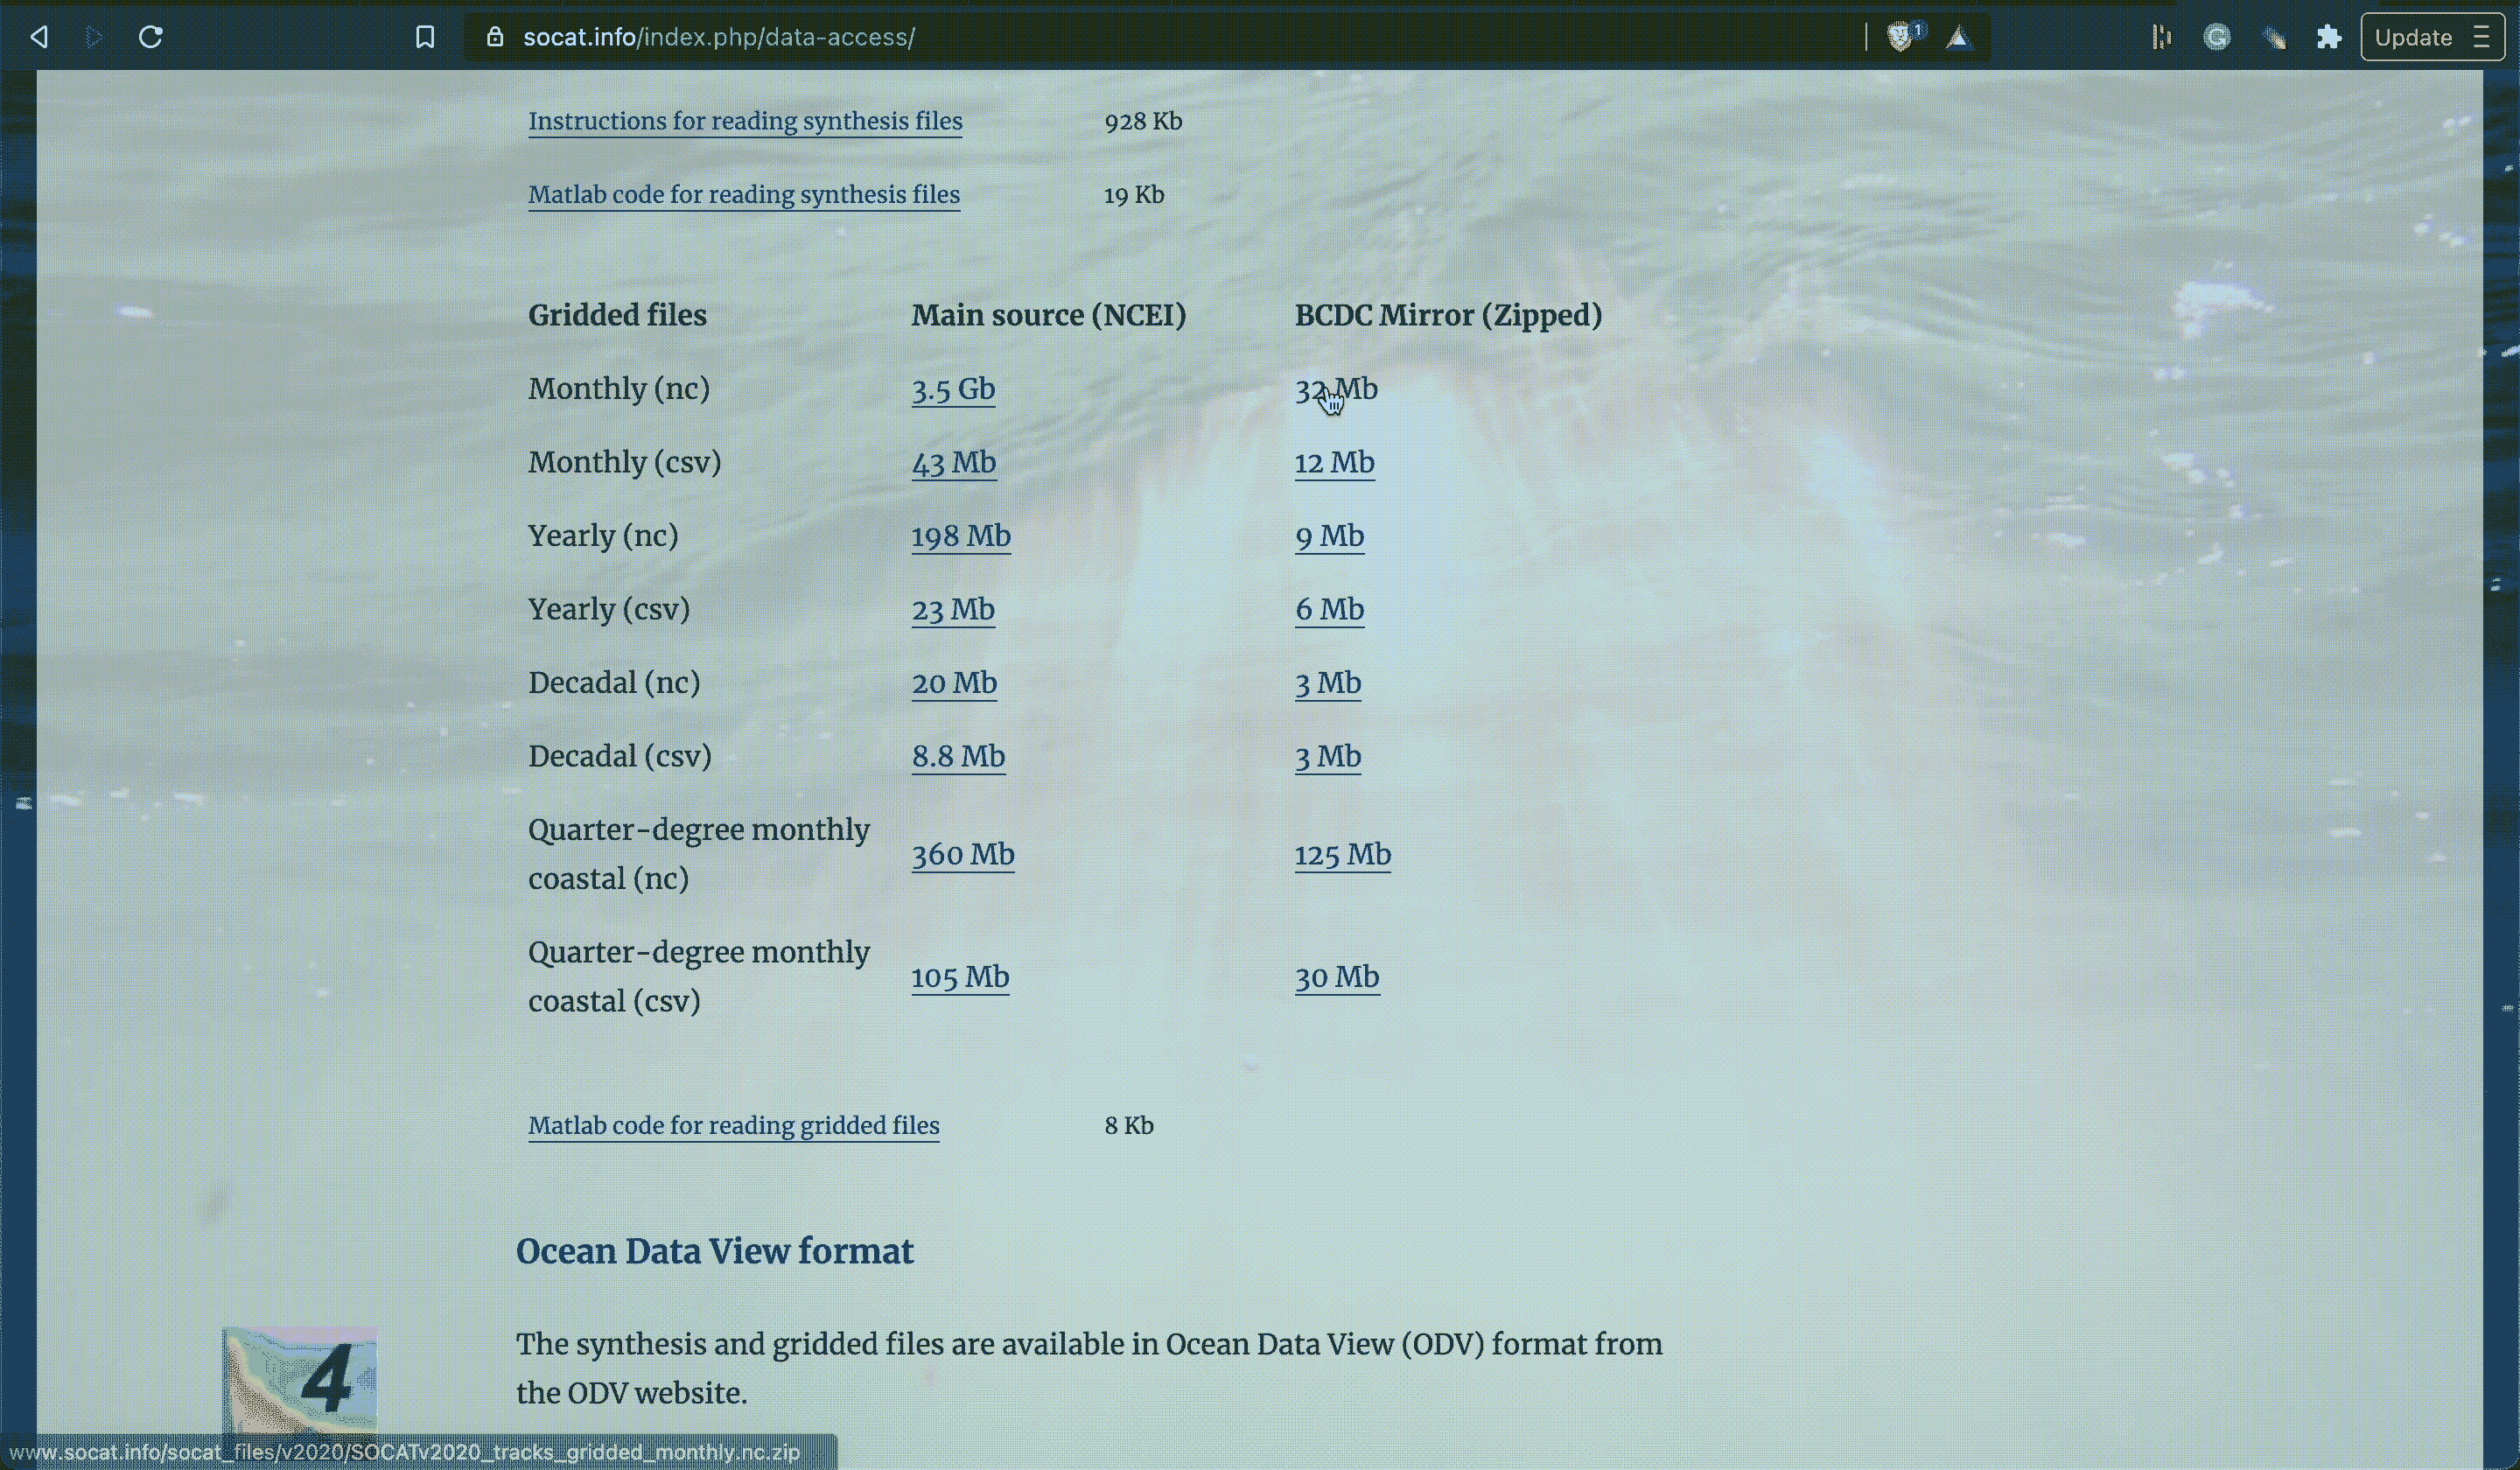 socat.info/index.php/data-access/
1
G
Update
Instructions for reading synthesis files 928 Kb
Matlab code for reading synthesis files 19 Kb
Gridded files Main source (NCEI) BCDC Mirror (Zipped)
Monthly (nc) 3.5 Gb 32 Mb
Monthly (csv) 43 Mb 12 Mb
Yearly (nc) 198 Mb 9 Mb
Yearly (csv) 23 Mb 6 Mb
Decadal (nc) 20 Mb 3 Mb
Decadal (csv) 8.8 Mb 3 Mb
Quarter-degree monthly
coastal (nc) 360 Mb 125 Mb
Quarter-degree monthly
coastal (csv) 105 Mb 30 Mb
Matlab code for reading gridded files 8 Kb
Ocean Data View format
4
The synthesis and gridded files are available in Ocean Data View (ODV) format from
the ODV website.
www.socat.info/socat_files/v2020/SOCATv2020_tracks_gridded_monthly.nc.zip